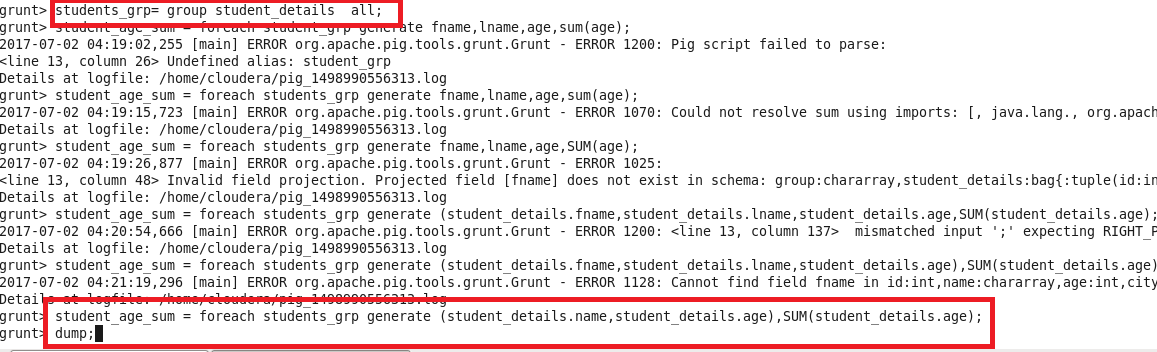 grunt> students_grp= group student_details  all;
grunt> student_age_sum = foreach student_grp generate fname,lname,age,sum(age);
2017-07-02 04:19:02,255 [main] ERROR org.apache.pig.tools.grunt.Grunt - ERROR 1200: Pig script failed to parse:
<line 13, column 26> Undefined alias: student_grp
Details at logfile: /home/cloudera/pig_1498990556313.log
grunt> student_age_sum = foreach students_grp generate fname,lname,age,sum(age);
2017-07-02 04:19:15,723 [main] ERROR org.apache.pig.tools.grunt.Grunt - ERROR 1070: Could not resolve sum using imports: [, java.lang., org.apach
Details at logfile: /home/cloudera/pig_1498990556313.log
grunt> student_age_sum = foreach students_grp generate fname,lname,age,SUM(age);
2017-07-02 04:19:26,877 [main] ERROR org.apache.pig.tools.grunt.Grunt - ERROR 1025:
<line 13, column 48> Invalid field projection. Projected field [fname] does not exist in schema: group:chararray,student_details:bag{:tuple(id:in
Details at logfile: /home/cloudera/pig_1498990556313.log
grunt> student_age_sum = foreach students_grp generate (student_details.fname,student_details.lname,student_details.age,SUM(student_details.age);
2017-07-02 04:20:54,666 [main] ERROR org.apache.pig.tools.grunt.Grunt - ERROR 1200: <line 13, column 137>  mismatched input ';' expecting RIGHT_P
Details at logfile: /home/cloudera/pig_1498990556313.log
grunt> student_age_sum = foreach students_grp generate (student_details.fname,student_details.lname,student_details.age),SUM(student_details.age)
2017-07-02 04:21:19,296 [main] ERROR org.apache.pig.tools.grunt.Grunt - ERROR 1128: Cannot find field fname in id:int,name:chararray,age:int,city
Details at logfile: /home/cloudera/pig_1498990556313.log
grunt> student_age_sum = foreach students_grp generate (student_details.name,student_details.age),SUM(student_details.age);
grunt> dump;